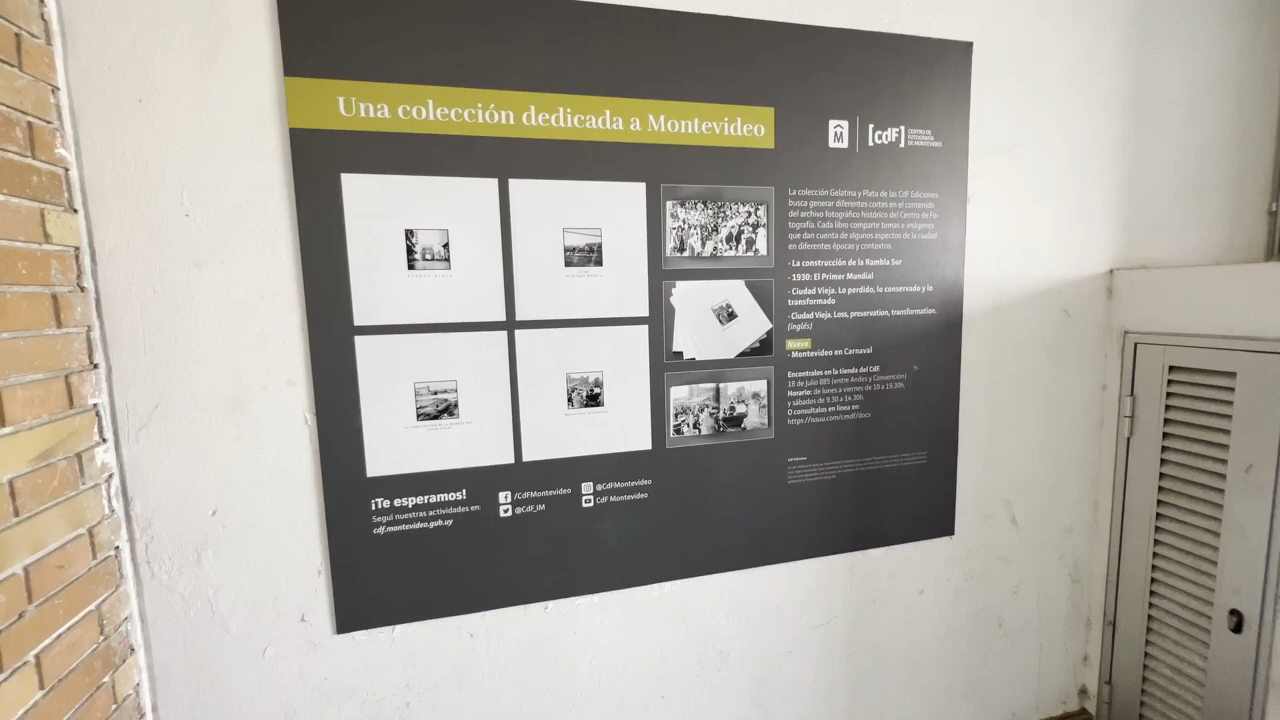 Una colección dedicada a Montevideo
[cdF] CENTRO DE
FOTOGRAFÍA
DE MONTEVIDEO
La colección Gelatina y Plata de las CdF Ediciones
busca generar diferentes cortes en el contenido
del archivo fotográfico histórico del Centro de Fo-
tografía. Cada libro comparte temas e imágenes
que dan cuenta de algunos aspectos de la ciudad
en diferentes épocas y contextos.
· La construcción de la Rambla Sur
· 1930: El Primer Mundial
· Ciudad Vieja. Lo perdido, lo conservado y lo
transformado
· Ciudad Vieja. Loss, preservation, transformation.
(inglés)
Nuevo
· Montevideo en Carnaval
Encontralos en la tienda del CdF.
18 de Julio 885 (entre Andes y Convención)
Horario: de lunes a viernes de 10 a 19:30h,
y sábados de 9.30 a 14.30h.
O consultalos en línea en:
https://issuu.com/cmdf/docs
¡Te esperamos!
Seguí nuestras actividades en:
cdf.montevideo.gub.uy
/CdFMontevideo
@CdF_IM
@CdFMontevideo
CdF Montevideo